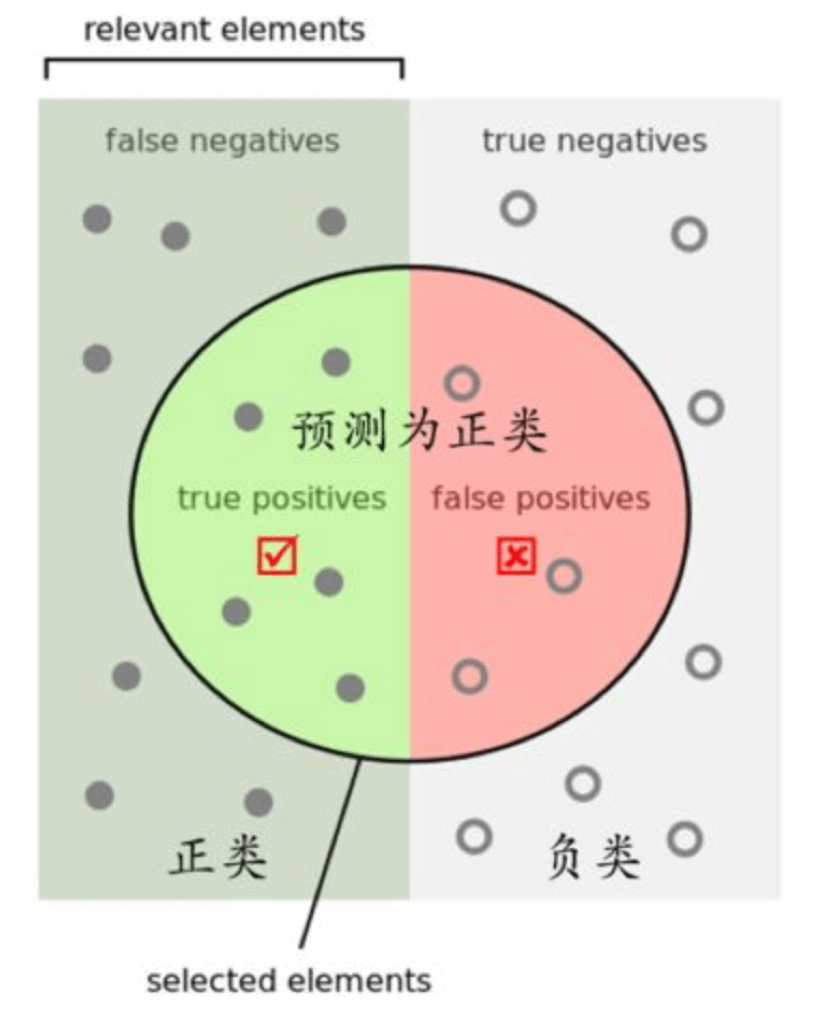 relevant elements
false negatives
true negatives
预测为正类
true positives
false positives
正类
负类
selected elements